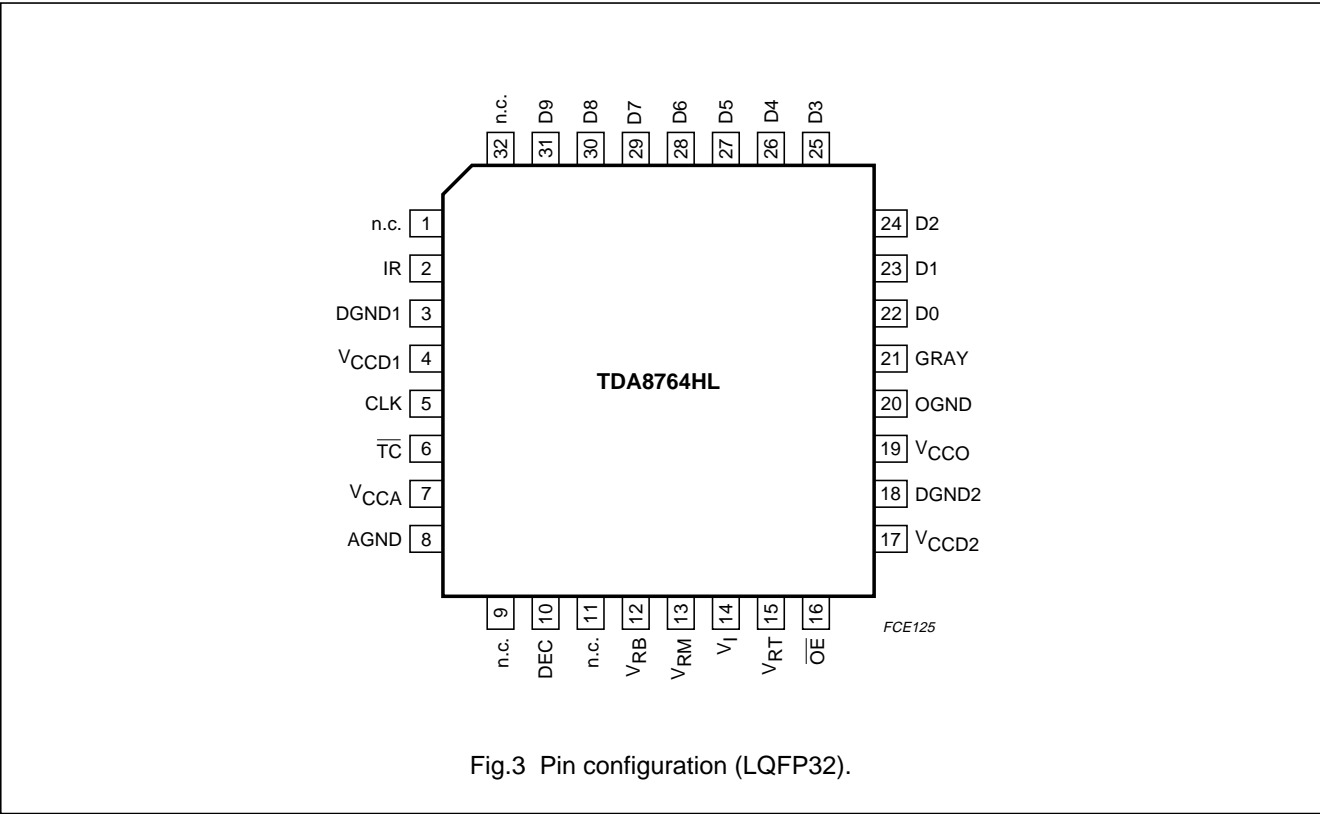 n.c. D9 D8 D7 D6 D5 D4 D3
32 31 30 29 28 27 26 25
n.c. 1 24 D2
IR 2 23 D1
DGND1 3 22 D0
VCCD1 4 21 GRAY
TDA8764HL
CLK 5 20 OGND
TC 6 19 VCCO
VCCA 7 18 DGND2
AGND 8 17 VCCD2
9 10 11 12 13 14 15 16
n.c. DEC n.c. VRB VRM VI VRT OE
FCE125
Fig.3 Pin configuration (LQFP32).